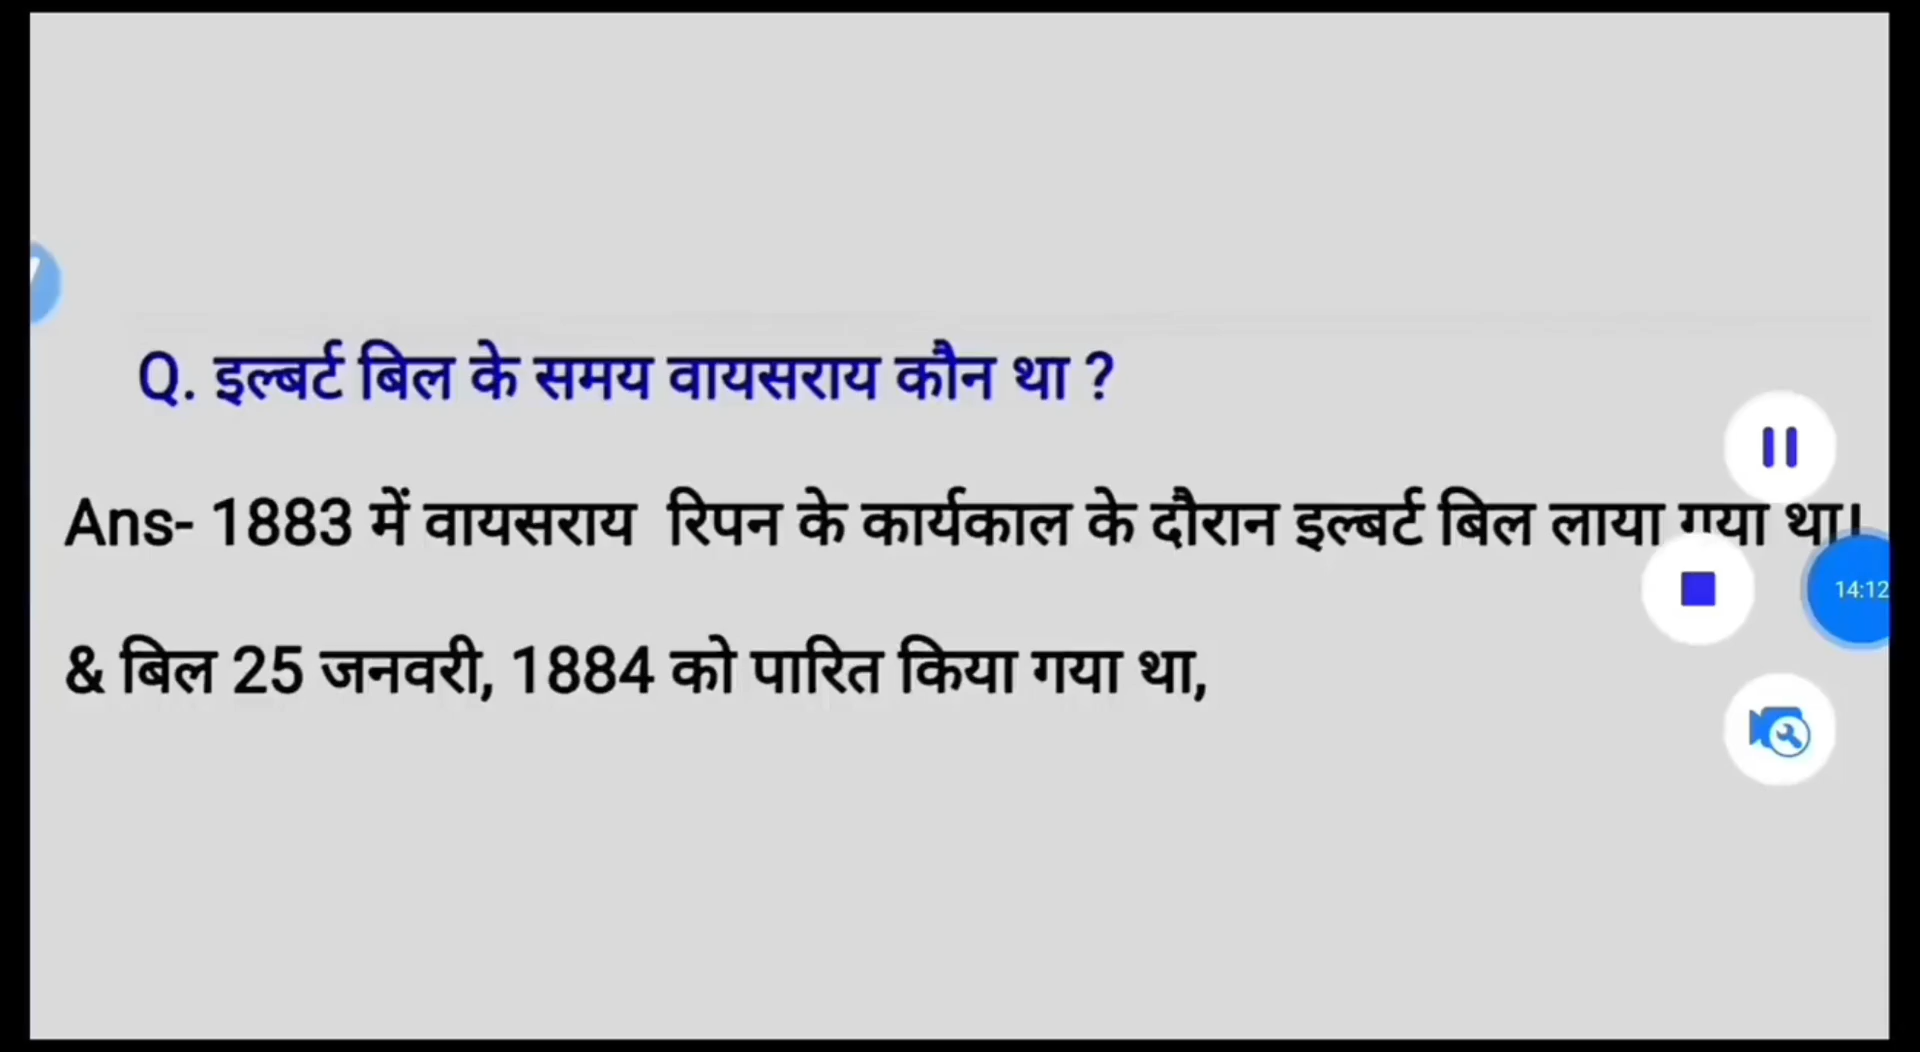 Q. इल्बर्ट बिल के समय वायसराय कौन था ?
Ans- 1883 में वायसराय रिपन के कार्यकाल के दौरान इल्बर्ट बिल लाया गया था।
14:12
& बिल 25 जनवरी, 1884 को पारित किया गया था,